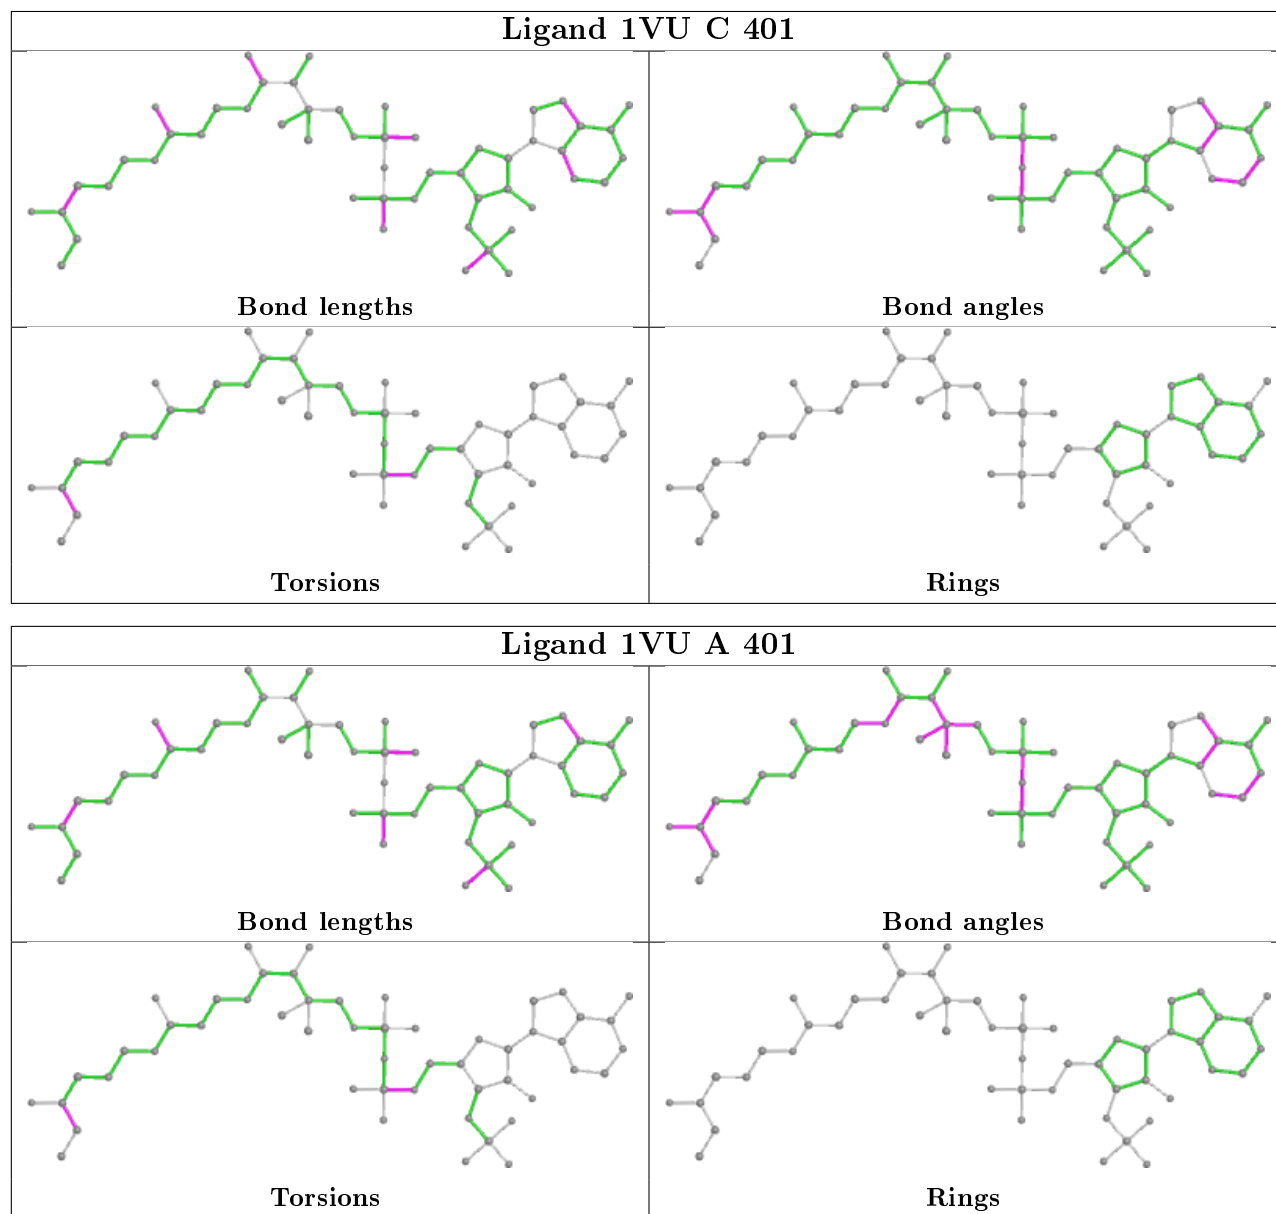 Ligand 1VU C 401
Bond lengths
Bond angles
Torsions
Rings
Ligand 1VU A 401
Bond lengths
Bond angles
Torsions
Rings